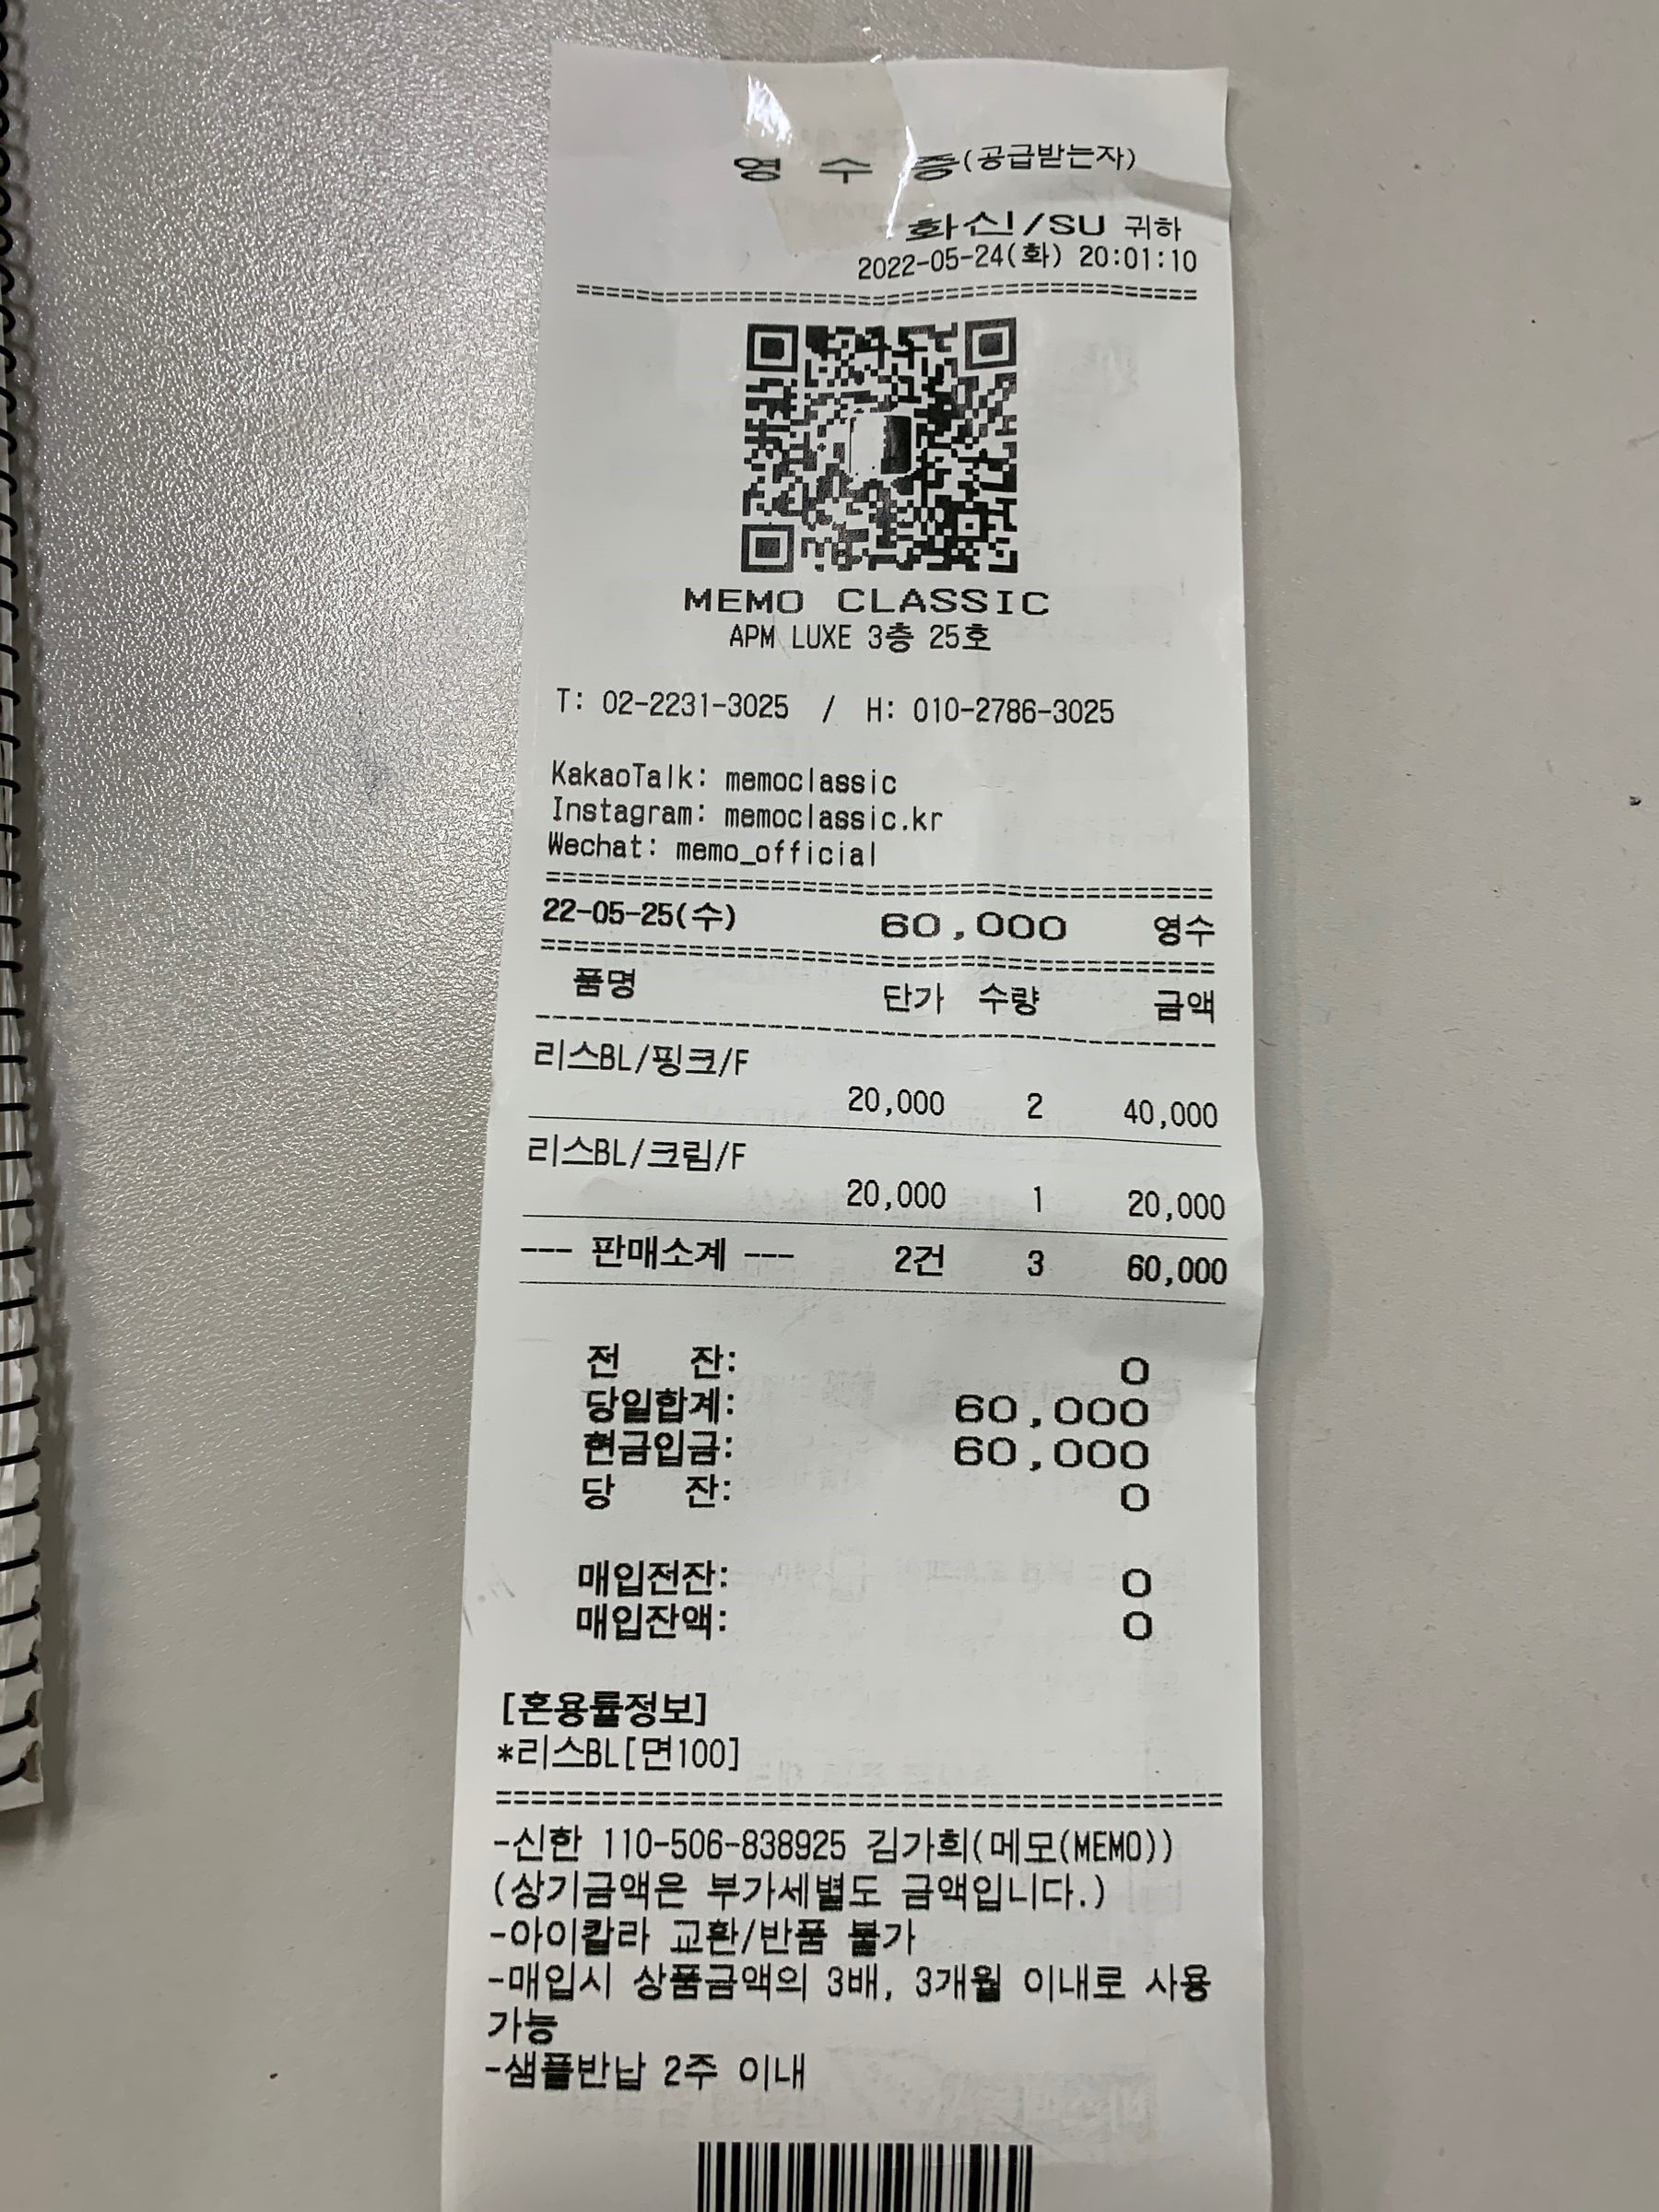 영 수 증(공급받는자)
화신/SU 귀하
2022-05-24(화) 20:01:10
==========================================
MEMO CLASSIC
APM LUXE 3층 25호
T: 02-2231-3025 / H: 010-2786-3025
KakaoTalk: memoclassic
Instagram: memoclassic.kr
Wechat: memo_official
==========================================
22-05-25(수) 60,000 영수
==========================================
품명 단가 수량 금액
------------------------------------------
리스BL/핑크/F
20,000 2 40,000
리스BL/크림/F
20,000 1 20,000
--- 판매소계 --- 2건 3 60,000
전 잔: 0
당일합계: 60,000
현금입금: 60,000
당 잔: 0
매입전잔: 0
매입잔액: 0
[혼용률정보]
*리스BL[면100]
==========================================
-신한 110-506-838925 김가희(메모(MEMO))
(상기금액은 부가세별도 금액입니다.)
-아이칼라 교환/반품 불가
-매입시 상품금액의 3배, 3개월 이내로 사용
가능
-샘플반납 2주 이내